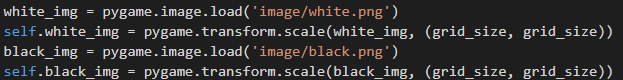 white_img = pygame.image.load('image/white.png')
self.white_img = pygame.transform.scale(white_img, (grid_size, grid_size))
black_img = pygame.image.load('image/black.png')
self.black_img = pygame.transform.scale(black_img, (grid_size, grid_size))